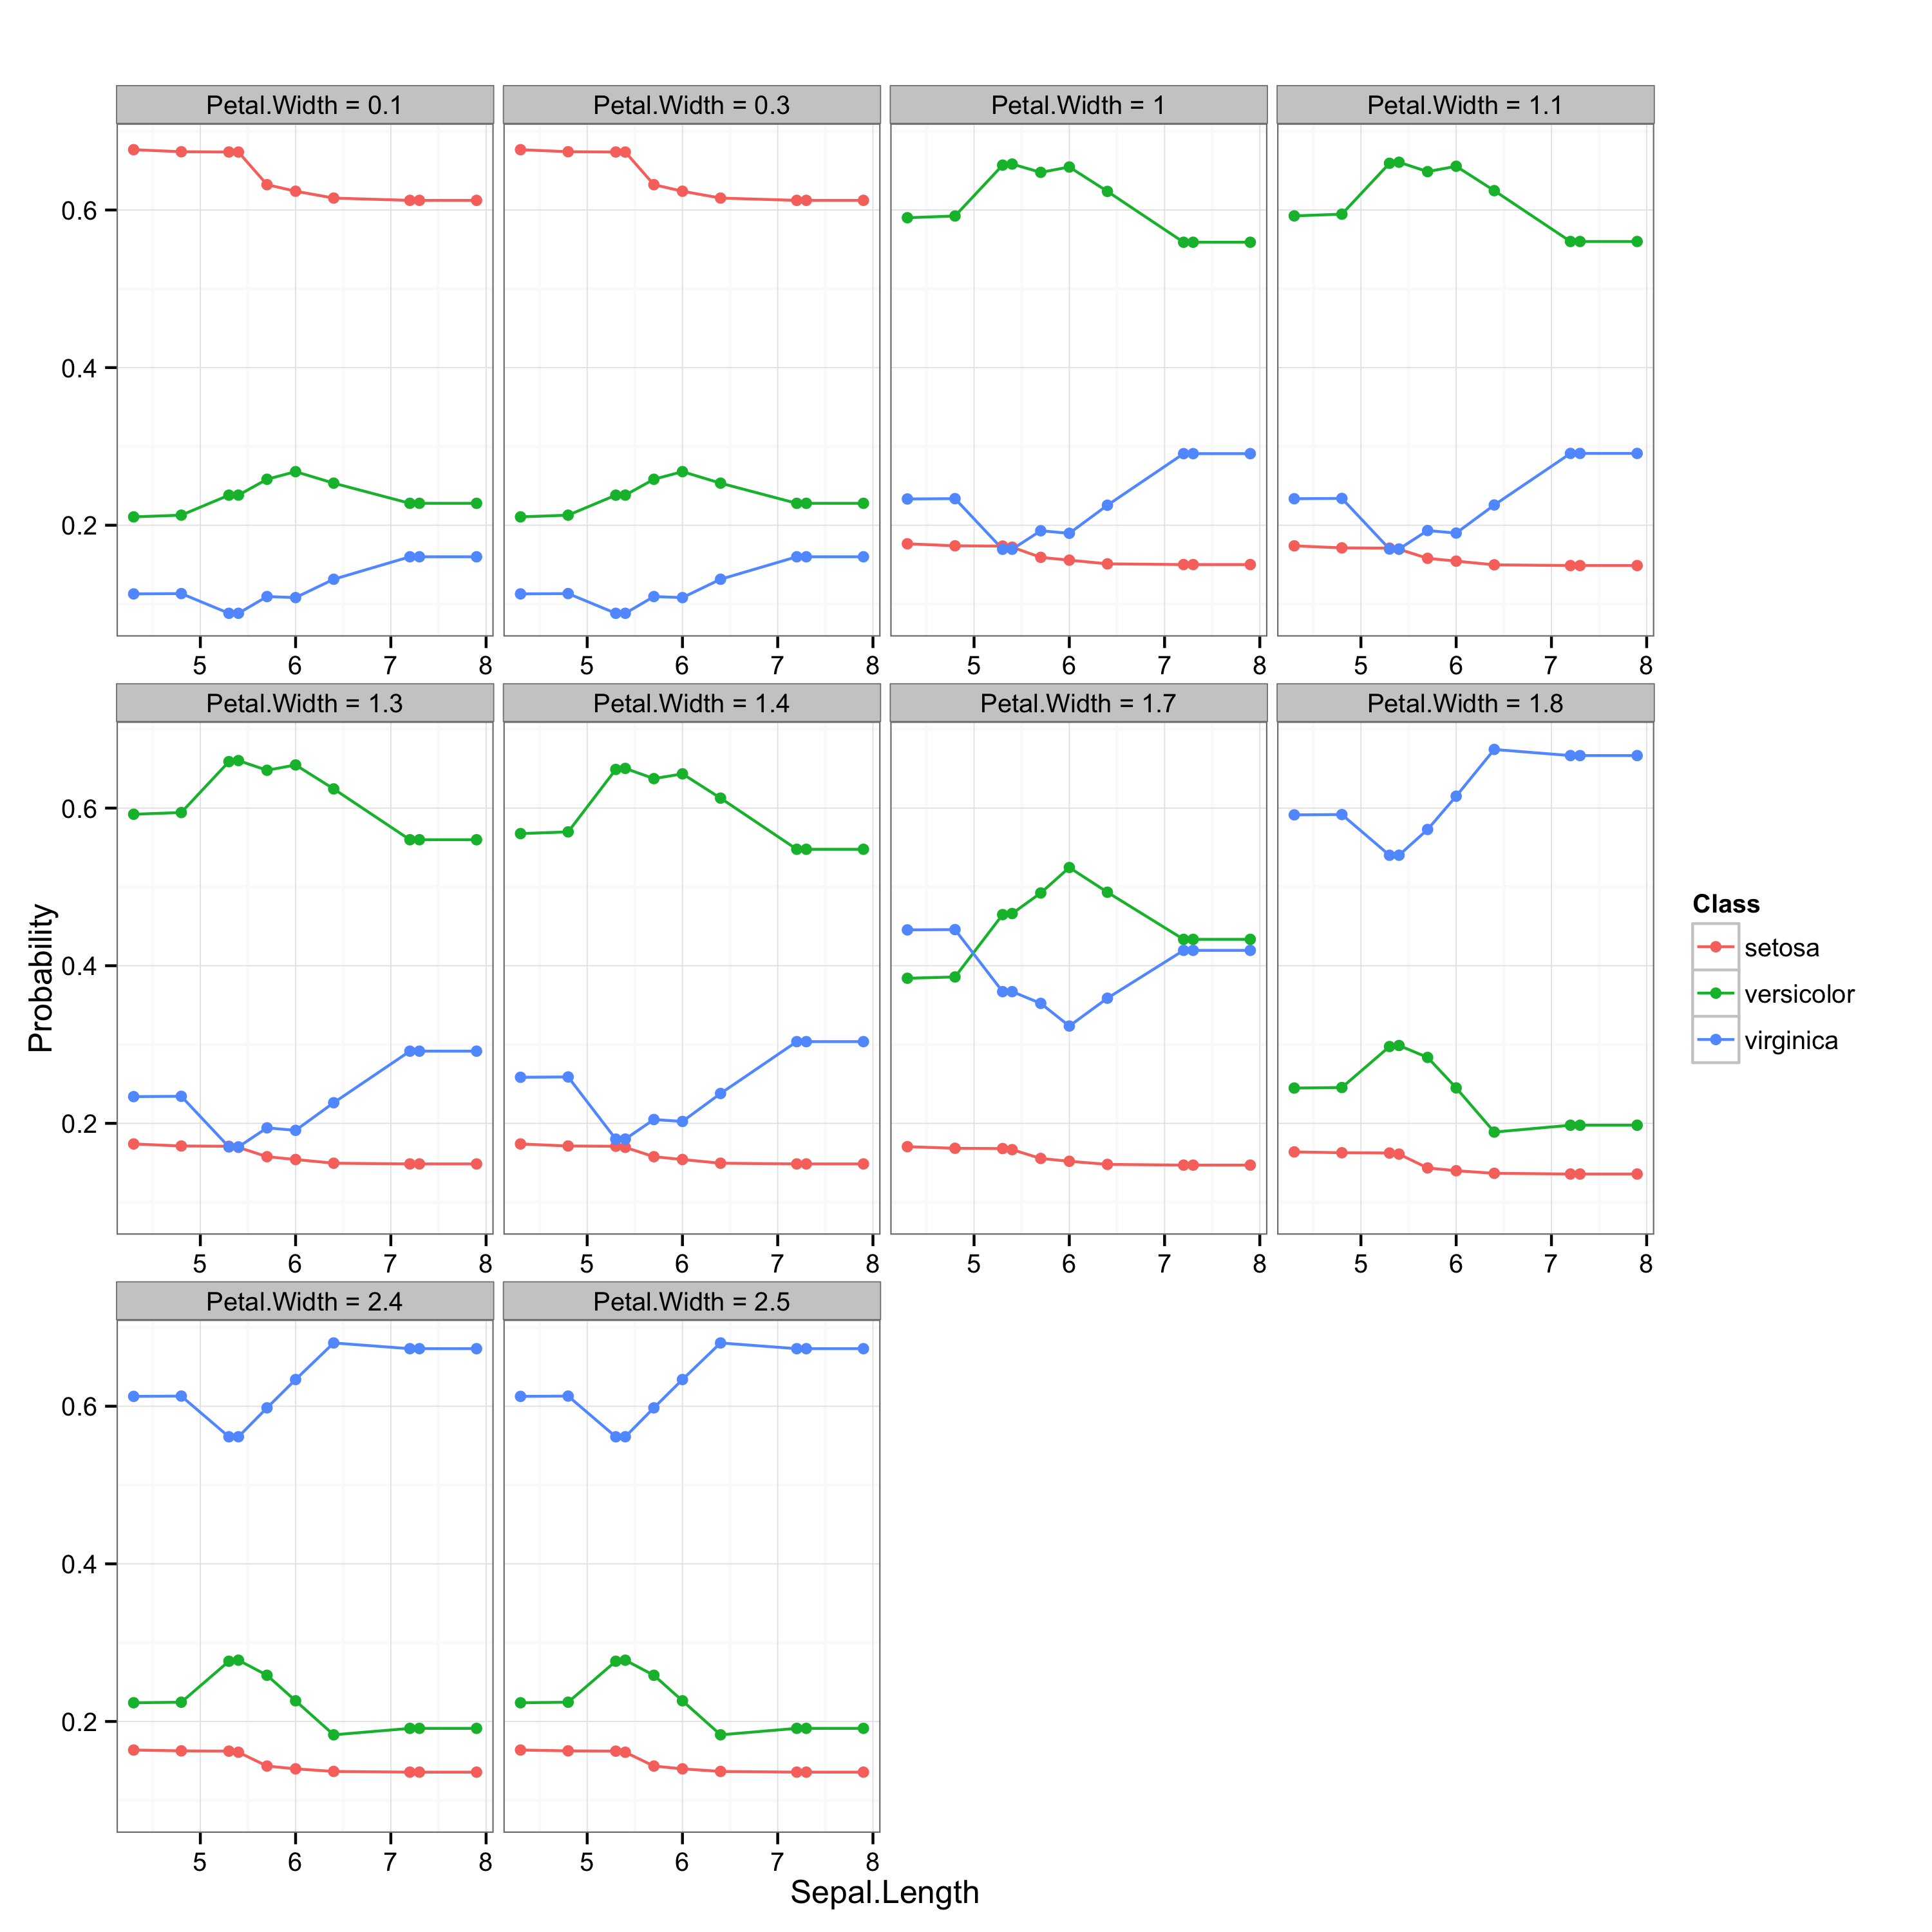 Petal.Width = 0.1 Petal.Width = 0.3 Petal.Width = 1 Petal.Width = 1.1
0.6
0.4
0.2
5 6 7 8 5 6 7 8 5 6 7 8 5 6 7 8
Petal.Width = 1.3 Petal.Width = 1.4 Petal.Width = 1.7 Petal.Width = 1.8
0.6
0.4
0.2
5 6 7 8 5 6 7 8 5 6 7 8 5 6 7 8
Petal.Width = 2.4 Petal.Width = 2.5
0.6
0.4
0.2
5 6 7 8 5 6 7 8
Sepal.Length
Probability
Class
setosa
versicolor
virginica